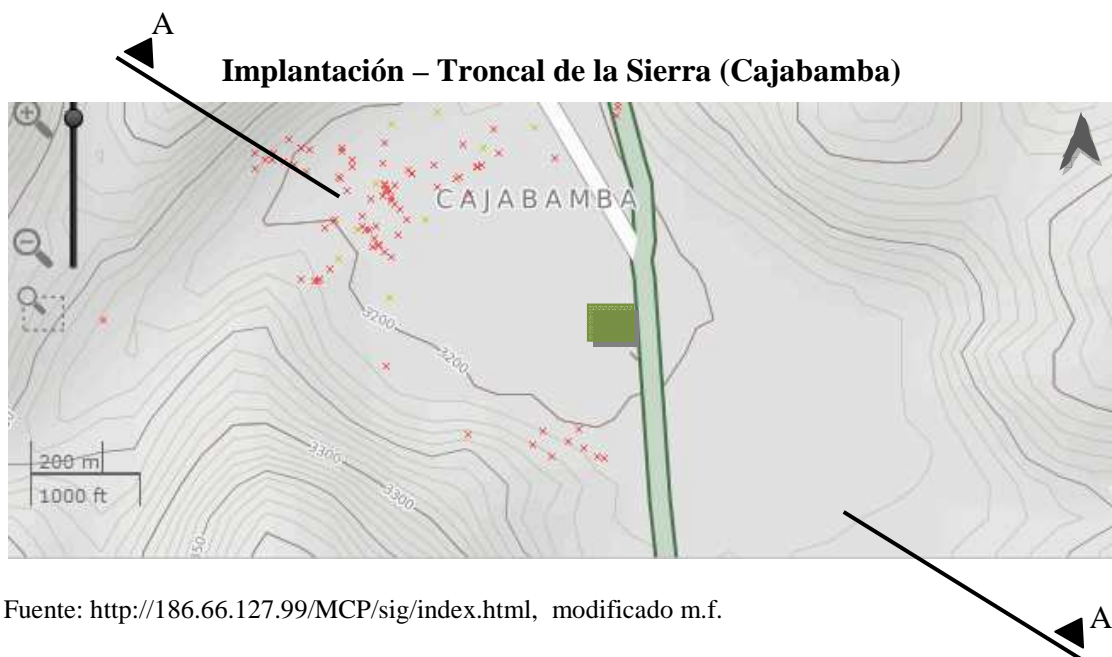 A
Implantación – Troncal de la Sierra (Cajabamba)
CAJABAMBA
3200
3200
3300
3300
200 m
1000 ft
Fuente: http://186.66.127.99/MCP/sig/index.html, modificado m.f.
A